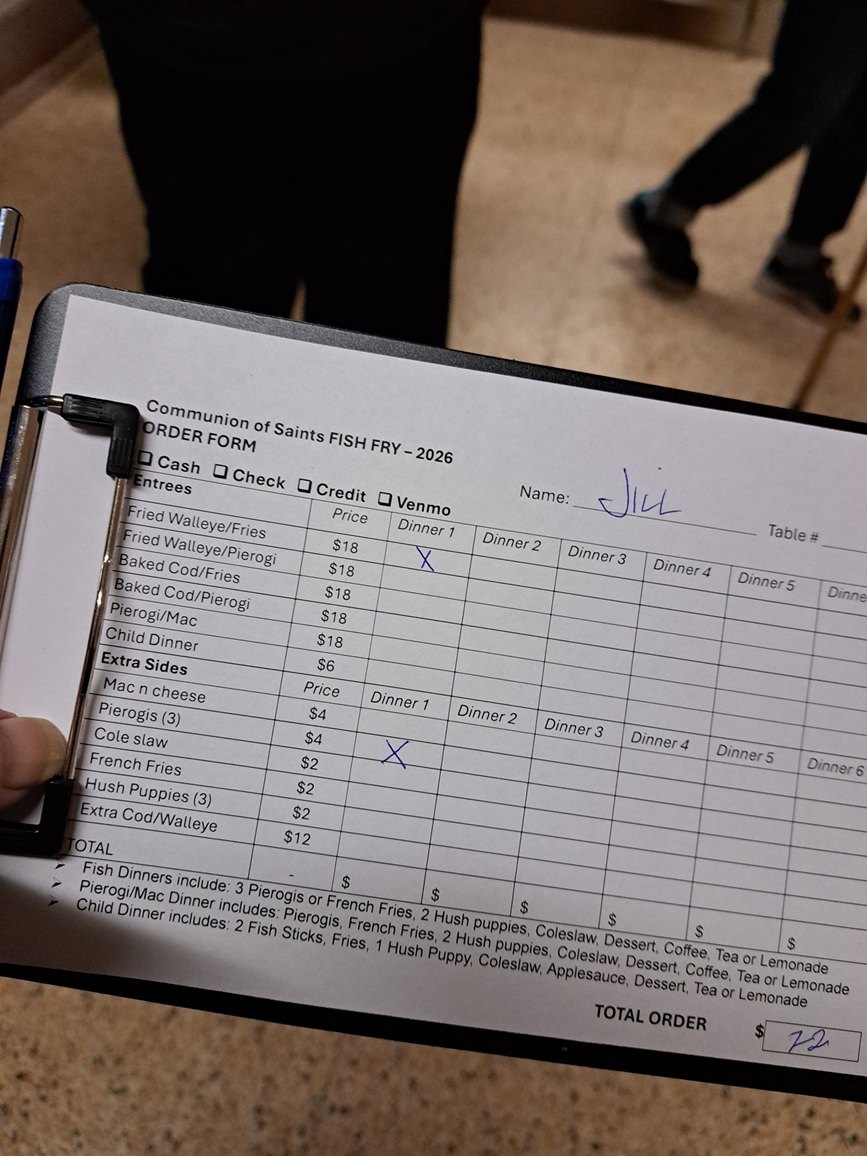 Communion of Saints FISH FRY – 2026
ORDER FORM
❑ Cash ❑ Check ❑ Credit ❑ Venmo
Name: JILL Table #
Entrees Price Dinner 1 Dinner 2 Dinner 3 Dinner 4 Dinner 5
Fried Walleye/Fries $18 X
Fried Walleye/Pierogi $18
Baked Cod/Fries $18
Baked Cod/Pierogi $18
Pierogi/Mac $18
Child Dinner $6
Extra Sides Price Dinner 1 Dinner 2 Dinner 3 Dinner 4 Dinner 5 Dinner 6
Mac n cheese $4
Pierogis (3) $4 X
Cole slaw $2
French Fries $2
Hush Puppies (3) $2
Extra Cod/Walleye $12
TOTAL - $ $ $ $ $ $
➢ Fish Dinners include: 3 Pierogis or French Fries, 2 Hush puppies, Coleslaw, Dessert, Coffee, Tea or Lemonade
➢ Pierogi/Mac Dinner includes: Pierogis, French Fries, 2 Hush puppies, Coleslaw, Dessert, Coffee, Tea or Lemonade
➢ Child Dinner includes: 2 Fish Sticks, Fries, 1 Hush Puppy, Coleslaw, Applesauce, Dessert, Tea or Lemonade
TOTAL ORDER $ 22